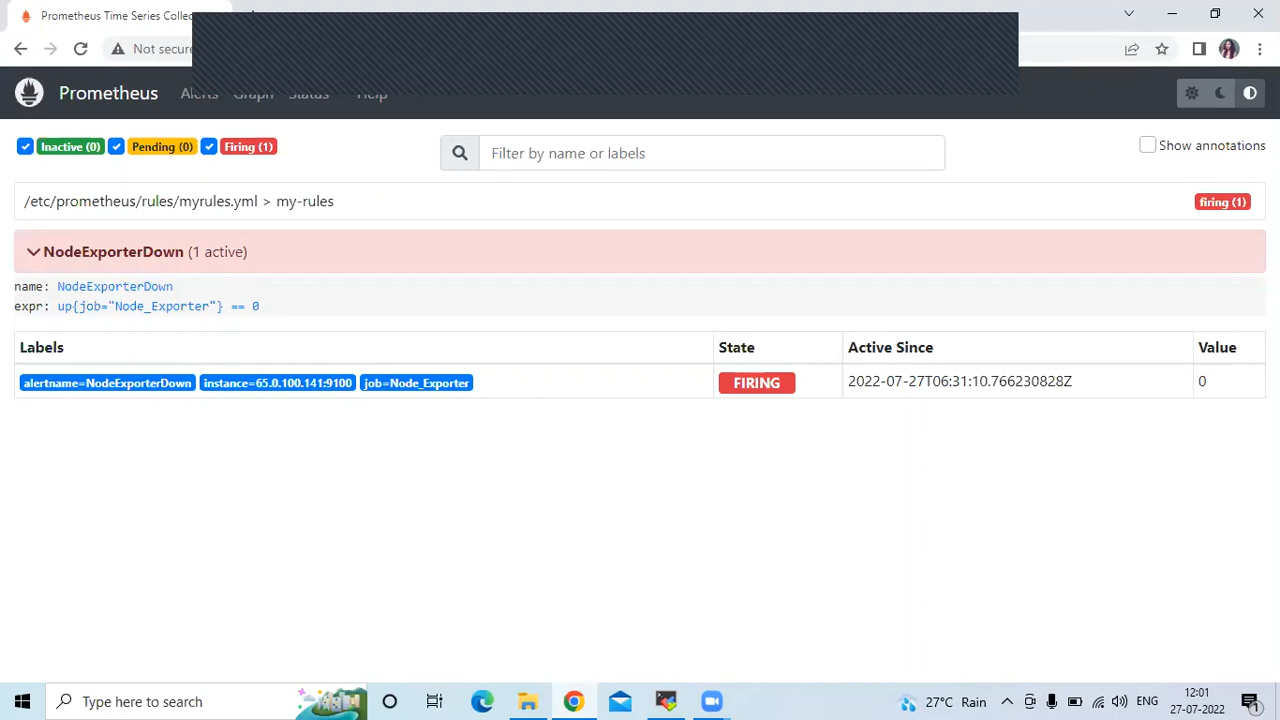 Prometheus Time Series Collec
Not secure
Prometheus Alerts Graph Status Help
Inactive (0) Pending (0) Firing (1)
Filter by name or labels
Show annotations
/etc/prometheus/rules/myrules.yml > my-rules
firing (1)
NodeExporterDown (1 active)
name: NodeExporterDown
expr: up{job="Node_Exporter"} == 0
Labels State Active Since Value
alertname=NodeExporterDown instance=65.0.100.141:9100 job=Node_Exporter FIRING 2022-07-27T06:31:10.766230828Z 0
Type here to search
27°C Rain
ENG
12:01
27-07-2022
1